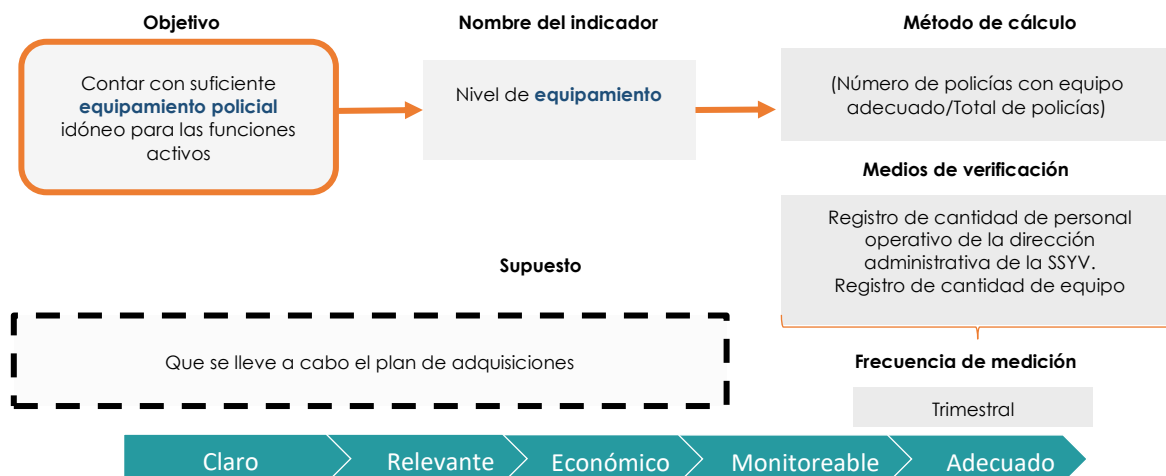 Objetivo
Contar con suficiente
equipamiento policial
idóneo para las funciones
activos
Nombre del indicador
Nivel de equipamiento
Método de cálculo
(Número de policías con equipo
adecuado/Total de policías)
Medios de verificación
Registro de cantidad de personal
operativo de la dirección
administrativa de la SSYV.
Registro de cantidad de equipo
Supuesto
Que se lleve a cabo el plan de adquisiciones
Frecuencia de medición
Trimestral
Claro
Relevante
Económico
Monitoreable
Adecuado